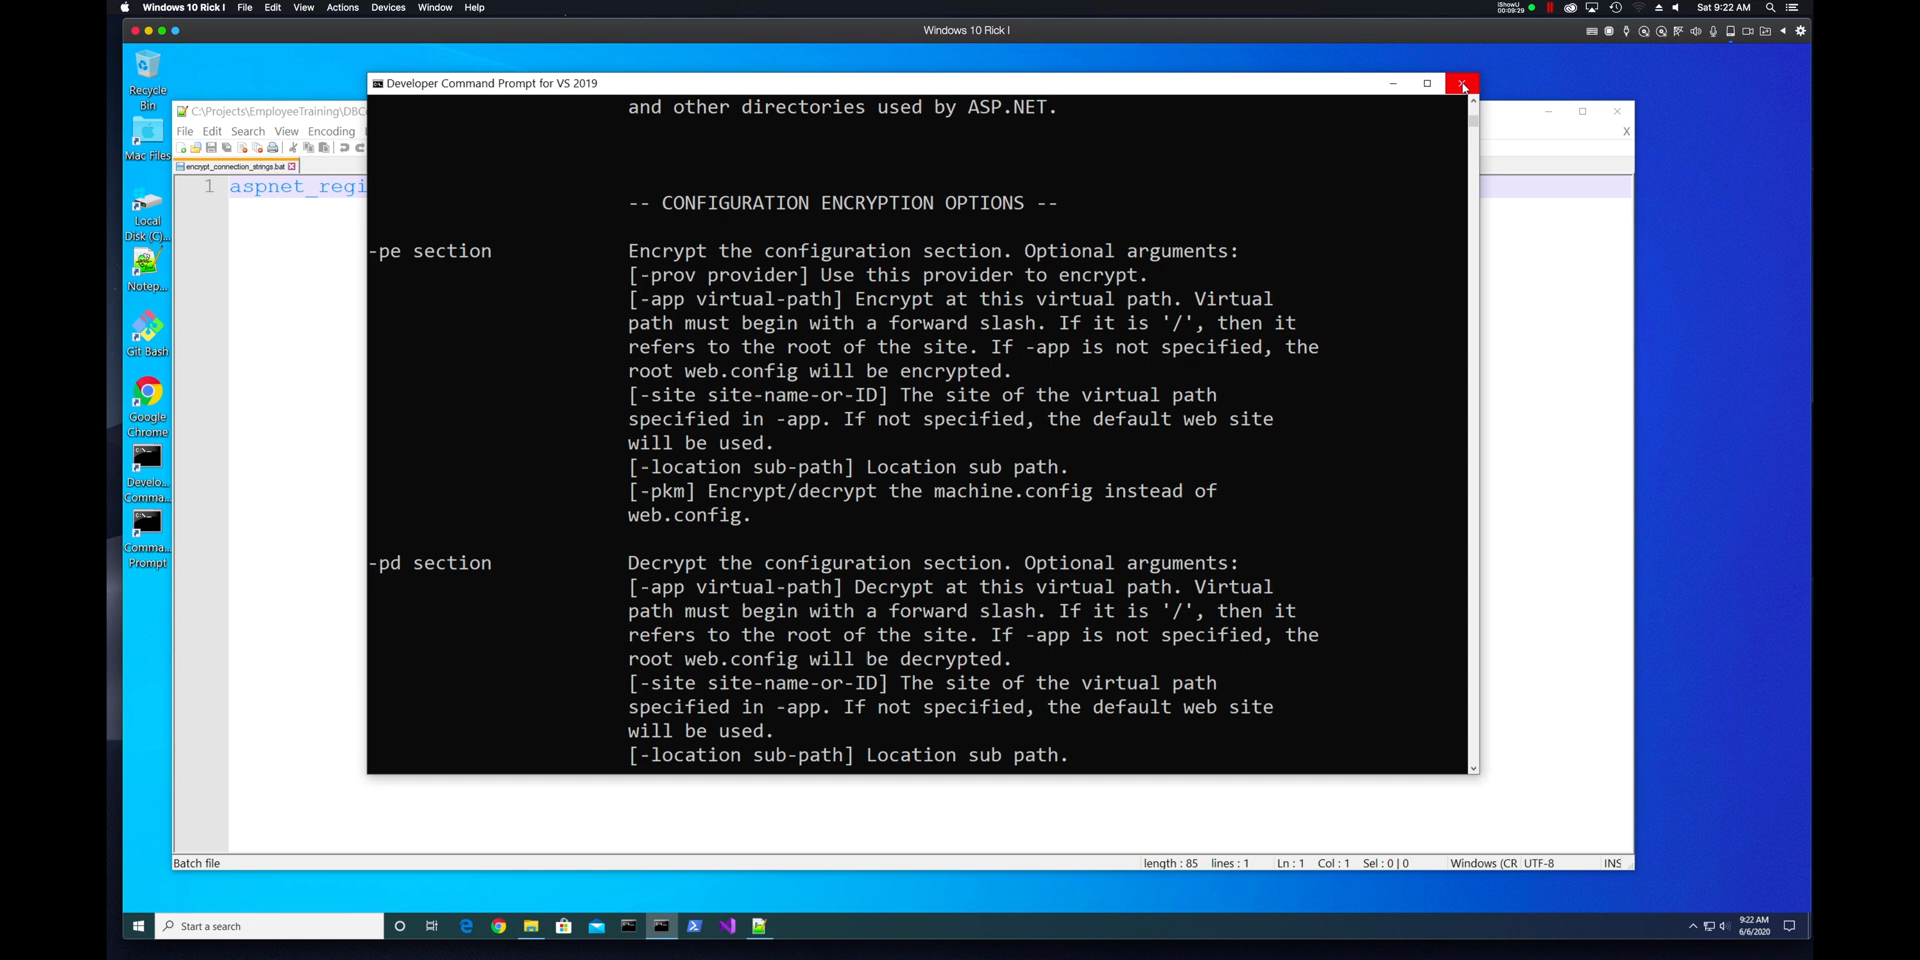 Windows 10 Rick I File Edit View Actions Devices Window Help
iShowU
00:09:29
Sat 9:22 AM
Windows 10 Rick I
Recycle
Bin
Mac Files
Local
Disk (C)...
Notep...
Git Bash
Google
Chrome
Develo...
Comma...
Comma...
Prompt
C:\Projects\EmployeeTraining\DBC
File Edit Search View Encoding
X
encrypt_connection_strings.bat
1 aspnet_regi
Developer Command Prompt for VS 2019
and other directories used by ASP.NET.
-- CONFIGURATION ENCRYPTION OPTIONS --
-pe section Encrypt the configuration section. Optional arguments:
[-prov provider] Use this provider to encrypt.
[-app virtual-path] Encrypt at this virtual path. Virtual
path must begin with a forward slash. If it is '/', then it
refers to the root of the site. If -app is not specified, the
root web.config will be encrypted.
[-site site-name-or-ID] The site of the virtual path
specified in -app. If not specified, the default web site
will be used.
[-location sub-path] Location sub path.
[-pkm] Encrypt/decrypt the machine.config instead of
web.config.
-pd section Decrypt the configuration section. Optional arguments:
[-app virtual-path] Decrypt at this virtual path. Virtual
path must begin with a forward slash. If it is '/', then it
refers to the root of the site. If -app is not specified, the
root web.config will be decrypted.
[-site site-name-or-ID] The site of the virtual path
specified in -app. If not specified, the default web site
will be used.
[-location sub-path] Location sub path.
Batch file length : 85 lines : 1 Ln : 1 Col : 1 Sel : 0 | 0 Windows (CR UTF-8 INS
Start a search
9:22 AM
6/6/2020